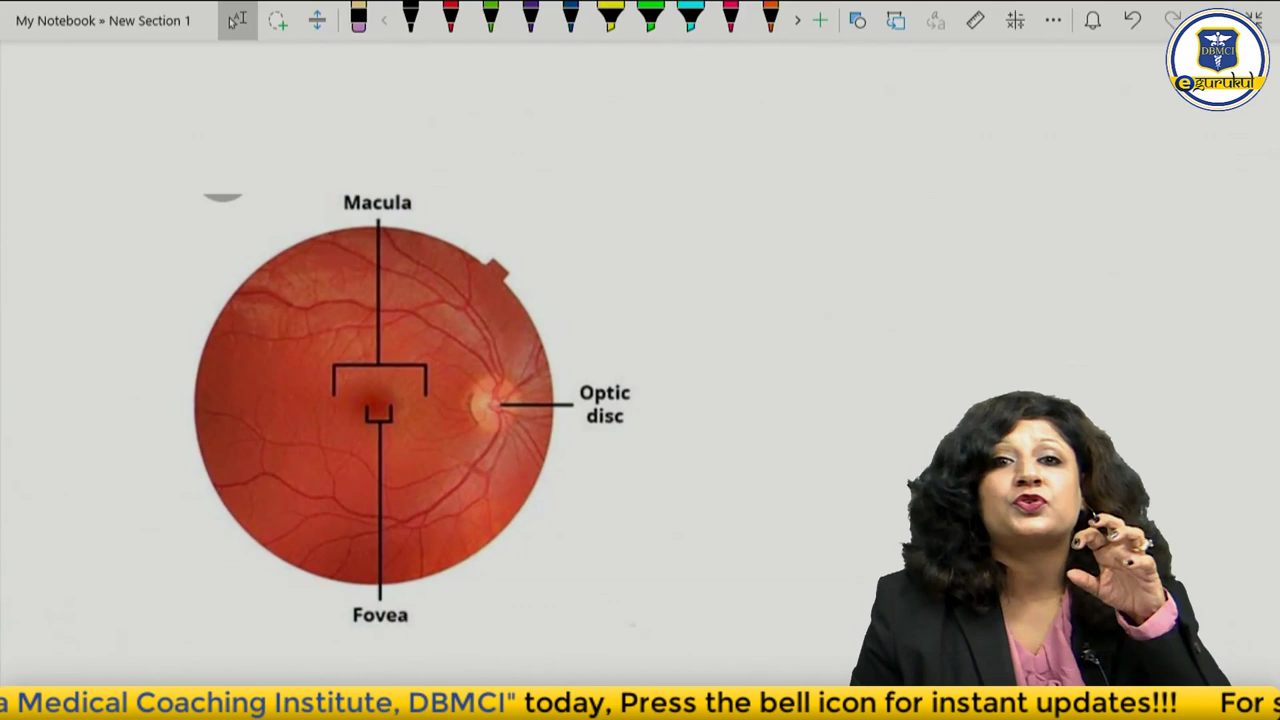 My Notebook » New Section 1
DBMCI
egurukul
Macula
Optic
disc
Fovea
a Medical Coaching Institute, DBMCI" today, Press the bell icon for instant updates!!! For s